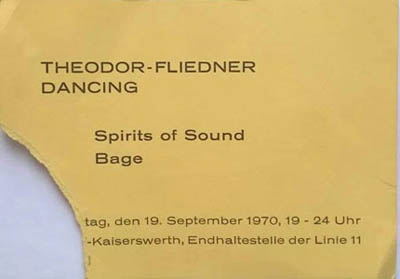 THEODOR-FLIEDNER
DANCING
Spirits of Sound
Bage
tag, den 19. September 1970, 19 - 24 Uhr
-Kaiserswerth, Endhaltestelle der Linie 11